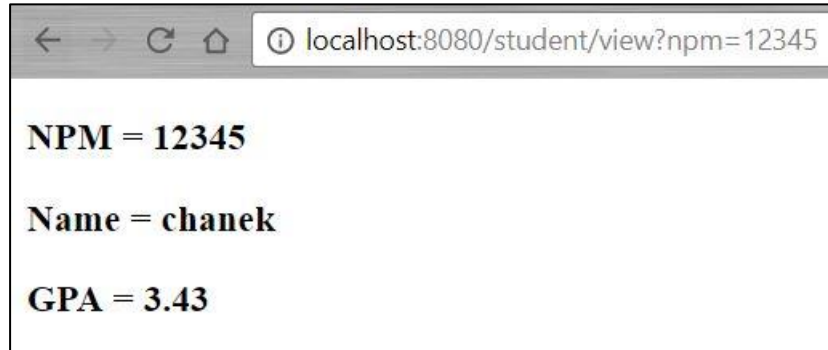 localhost:8080/student/view?npm=12345
NPM = 12345
Name = chanek
GPA = 3.43